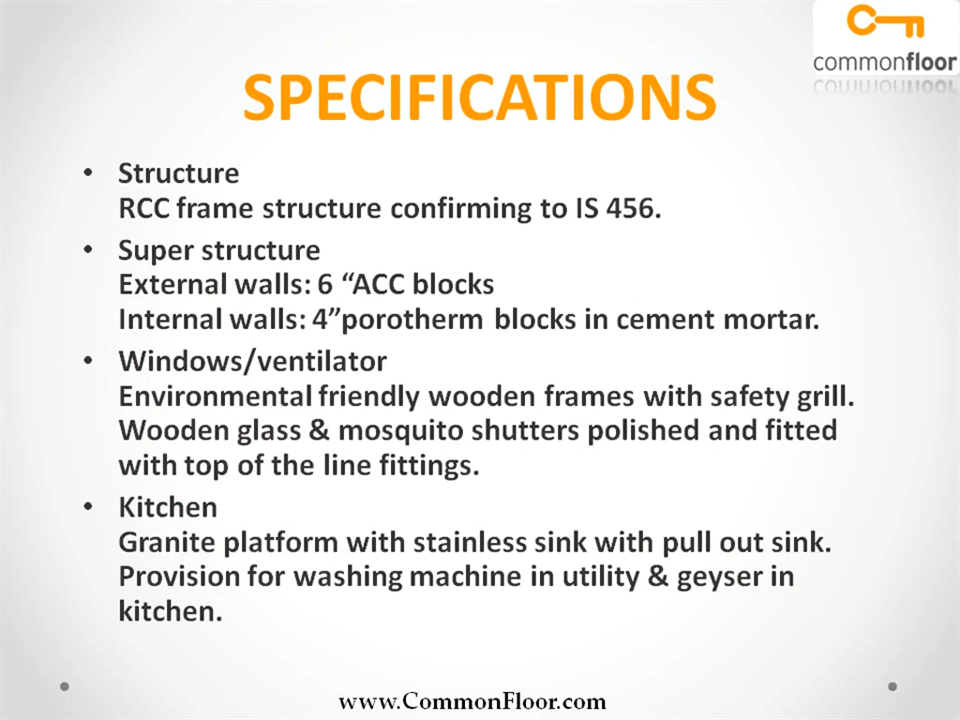 commonfloor
SPECIFICATIONS
• Structure
RCC frame structure confirming to IS 456.
• Super structure
External walls: 6 “ACC blocks
Internal walls: 4”porotherm blocks in cement mortar.
• Windows/ventilator
Environmental friendly wooden frames with safety grill.
Wooden glass & mosquito shutters polished and fitted
with top of the line fittings.
• Kitchen
Granite platform with stainless sink with pull out sink.
Provision for washing machine in utility & geyser in
kitchen.
www.CommonFloor.com